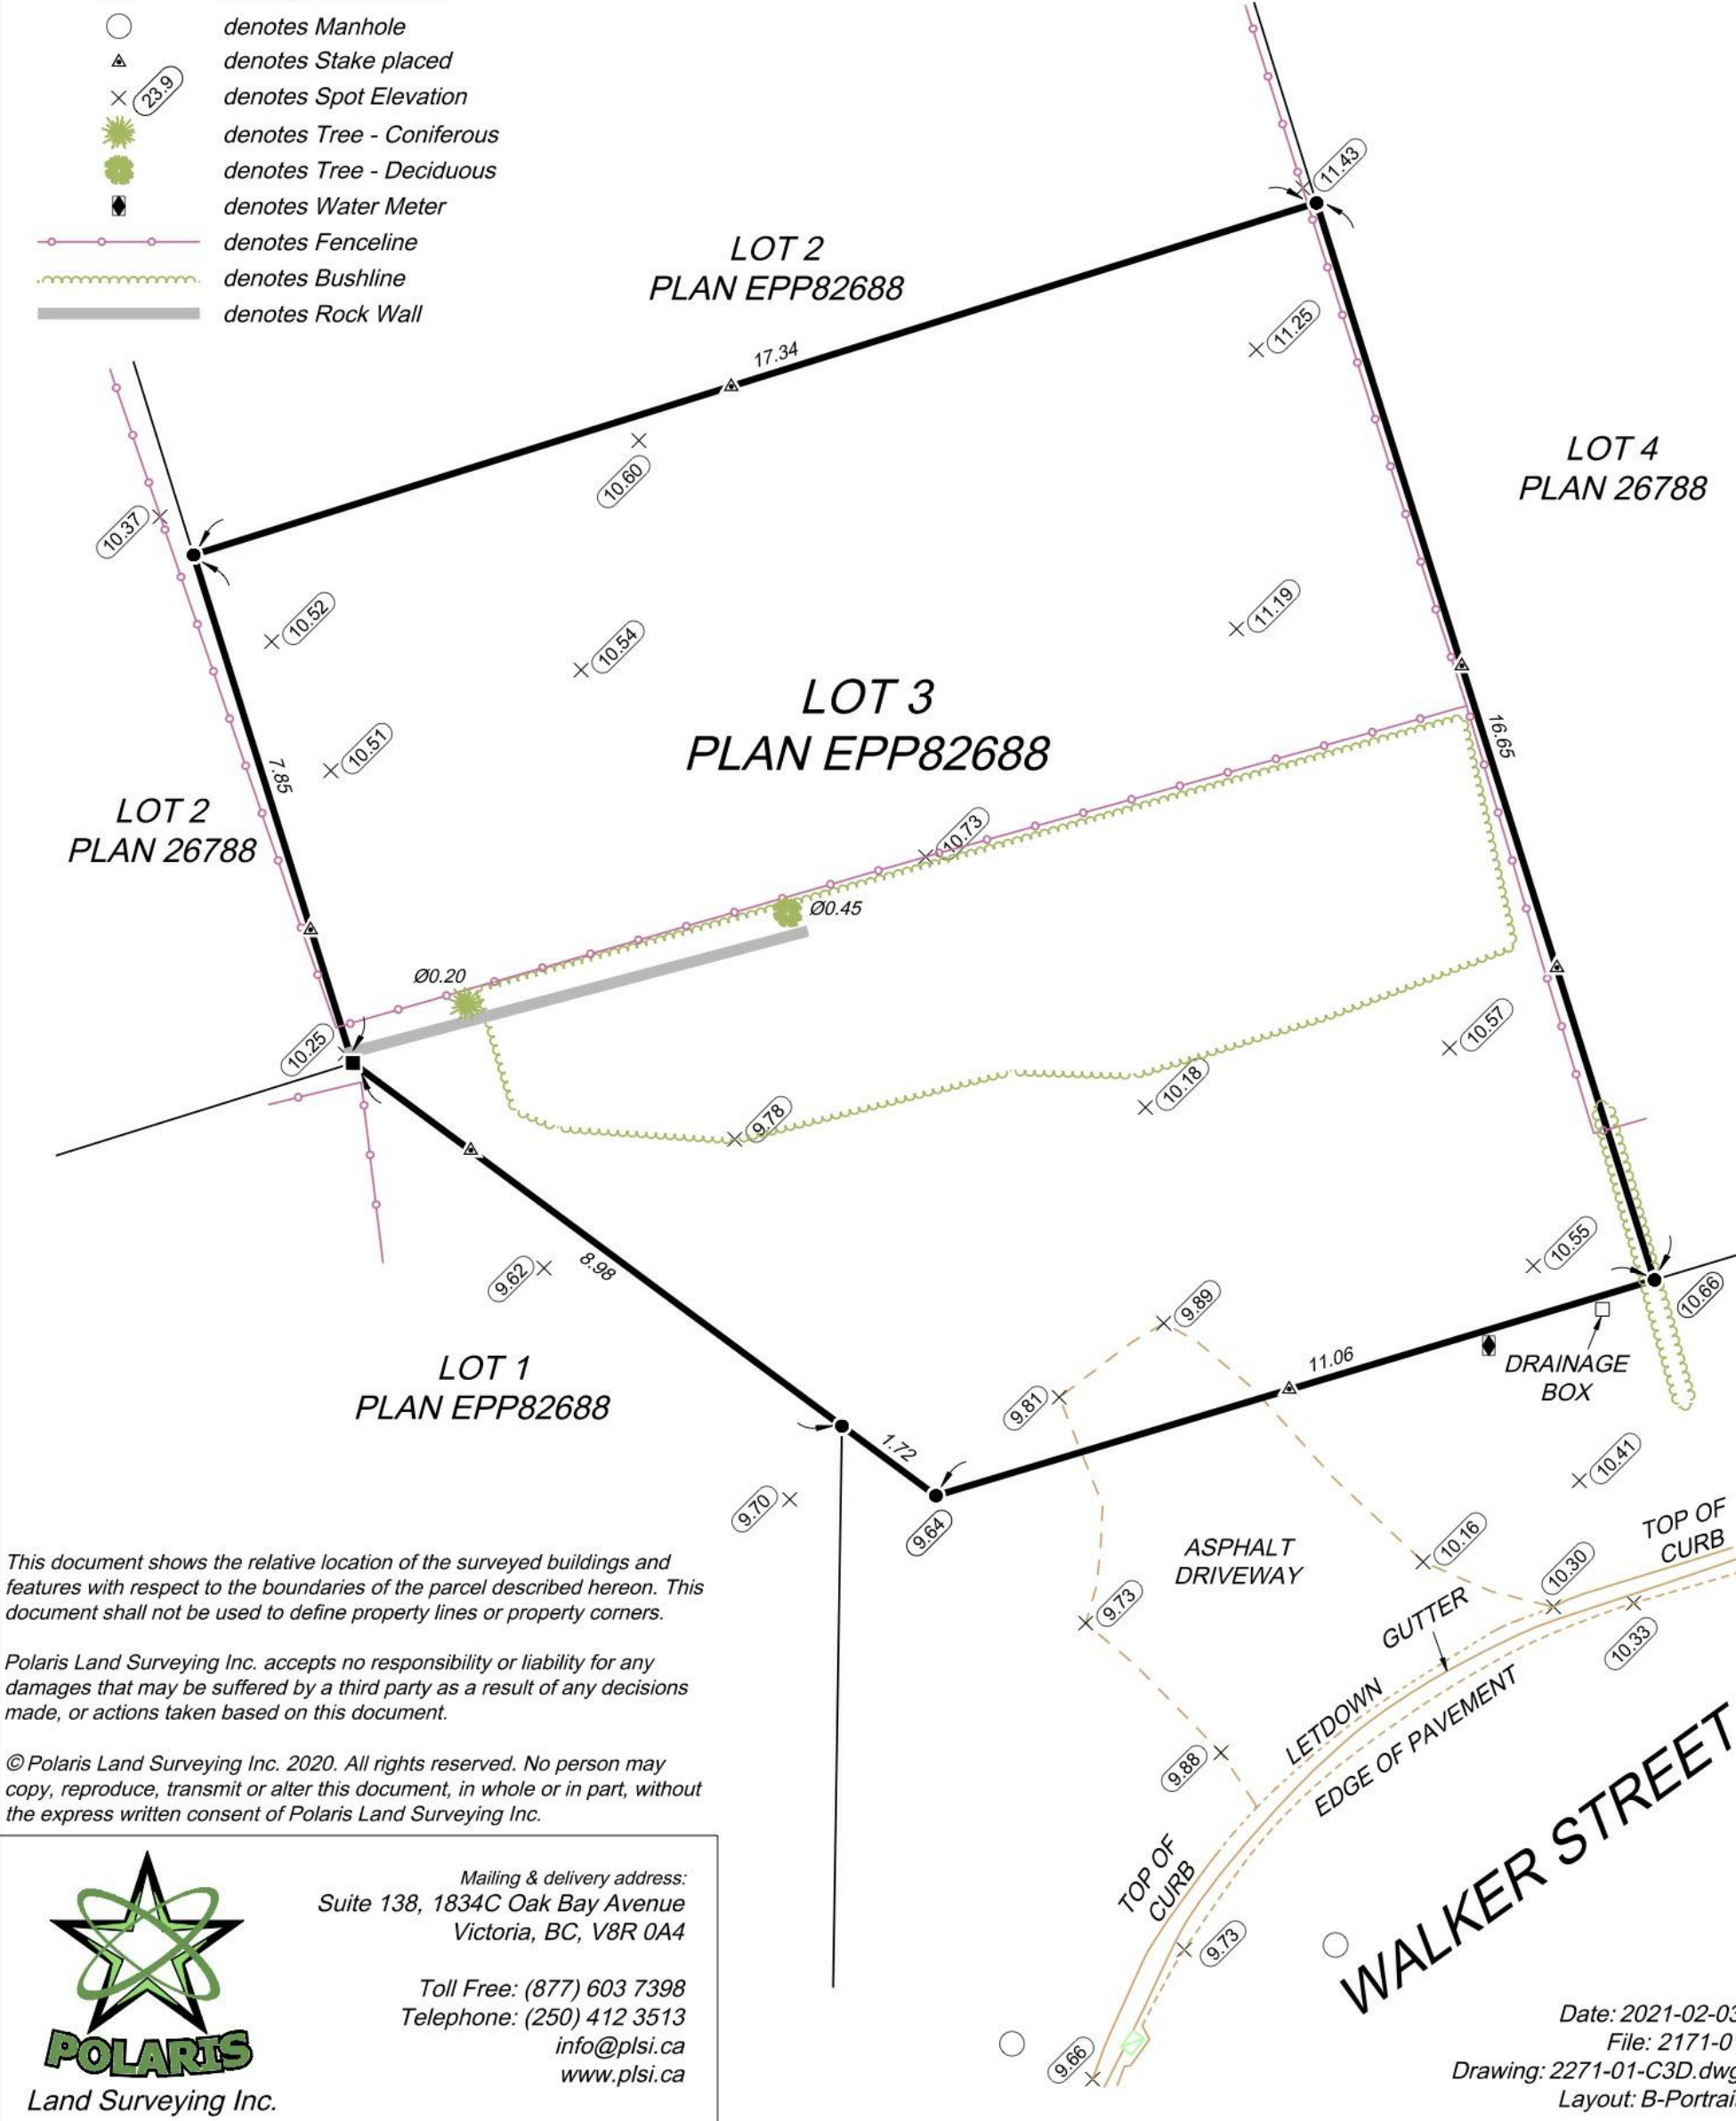 denotes Manhole
denotes Stake placed
23.9
denotes Spot Elevation
denotes Tree - Coniferous
denotes Tree - Deciduous
denotes Water Meter
denotes Fenceline
denotes Bushline
denotes Rock Wall
11.43
LOT 2
PLAN EPP82688
11.25
17.34
10.60
LOT 4
PLAN 26788
10.37
10.52
10.54
11.19
LOT 3
PLAN EPP82688
16.65
10.51
7.85
LOT 2
PLAN 26788
10.73
Ø0.45
Ø0.20
10.25
10.57
10.18
9.78
9.62
8.98
10.55
10.66
9.89
11.06
DRAINAGE
BOX
LOT 1
PLAN EPP82688
9.81
1.72
10.41
9.70
9.64
TOP OF
CURB
10.16
10.30
ASPHALT
DRIVEWAY
9.73
GUTTER
10.33
LETDOWN
EDGE OF PAVEMENT
9.88
WALKER STREET
TOP OF
CURB
9.73
9.66
This document shows the relative location of the surveyed buildings and
features with respect to the boundaries of the parcel described hereon. This
document shall not be used to define property lines or property corners.
Polaris Land Surveying Inc. accepts no responsibility or liability for any
damages that may be suffered by a third party as a result of any decisions
made, or actions taken based on this document.
© Polaris Land Surveying Inc. 2020. All rights reserved. No person may
copy, reproduce, transmit or alter this document, in whole or in part, without
the express written consent of Polaris Land Surveying Inc.
POLARIS
Land Surveying Inc.
Mailing & delivery address:
Suite 138, 1834C Oak Bay Avenue
Victoria, BC, V8R 0A4
Toll Free: (877) 603 7398
Telephone: (250) 412 3513
info@plsi.ca
www.plsi.ca
Date: 2021-02-03
File: 2171-0
Drawing: 2271-01-C3D.dwg
Layout: B-Portrai